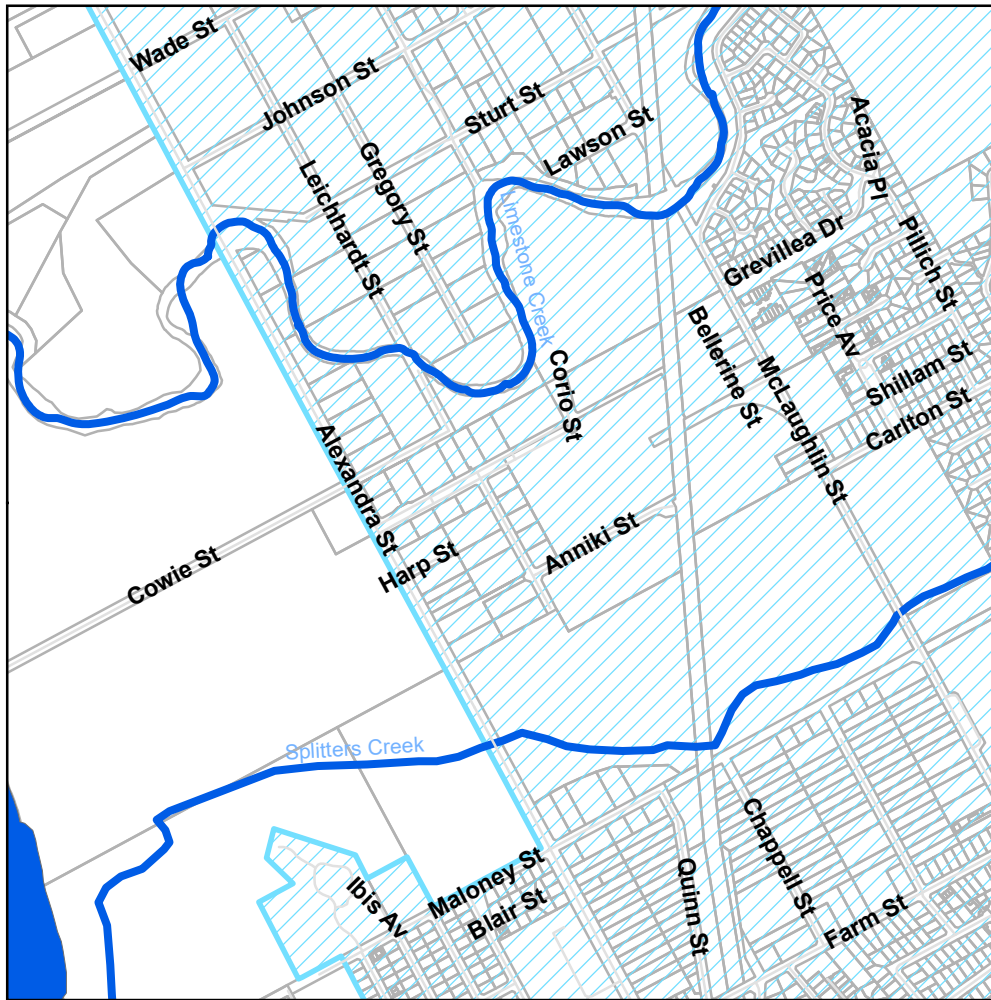 Wade St
Johnson St
Sturt St
Lawson St
Acacia Pl
Gregory St
Leichhardt St
Limestone Creek
Pillich St
Grevillea Dr
Price Av
Bellerine St
McLaughlin St
Shillam St
Carlton St
Corio St
Alexandra St
Harp St
Anniki St
Cowie St
Splitters Creek
Chappell St
Quinn St
Maloney St
Ibis Av
Blair St
Farm St